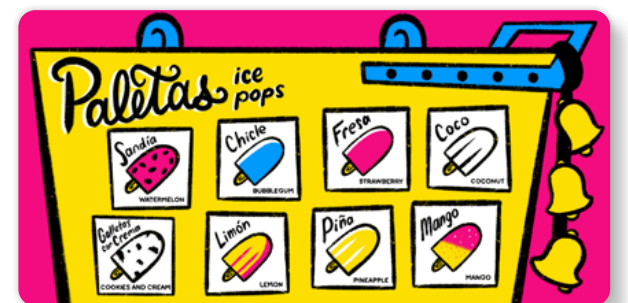 Paletas ice
pops
Sandía
WATERMELON
Chicle
BUBBLEGUM
Fresa
STRAWBERRY
Coco
COCONUT
Galletas
con Crema
COOKIES AND CREAM
Limón
LEMON
Piña
PINEAPPLE
Mango
MANGO